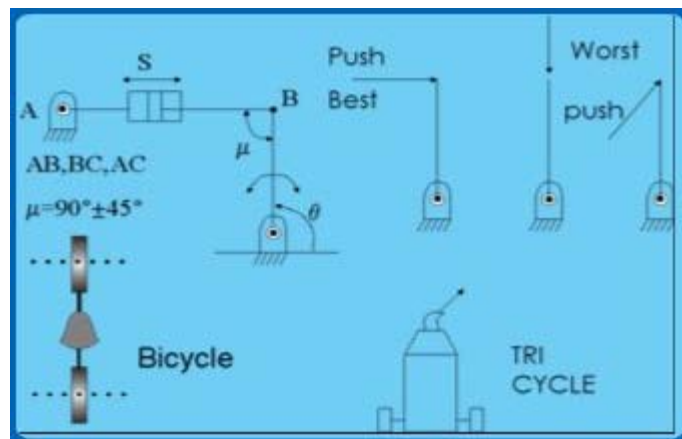 S
A
B
μ
θ
AB,BC,AC
μ=90°±45°
Push
Best
Worst
push
Bicycle
TRI
CYCLE